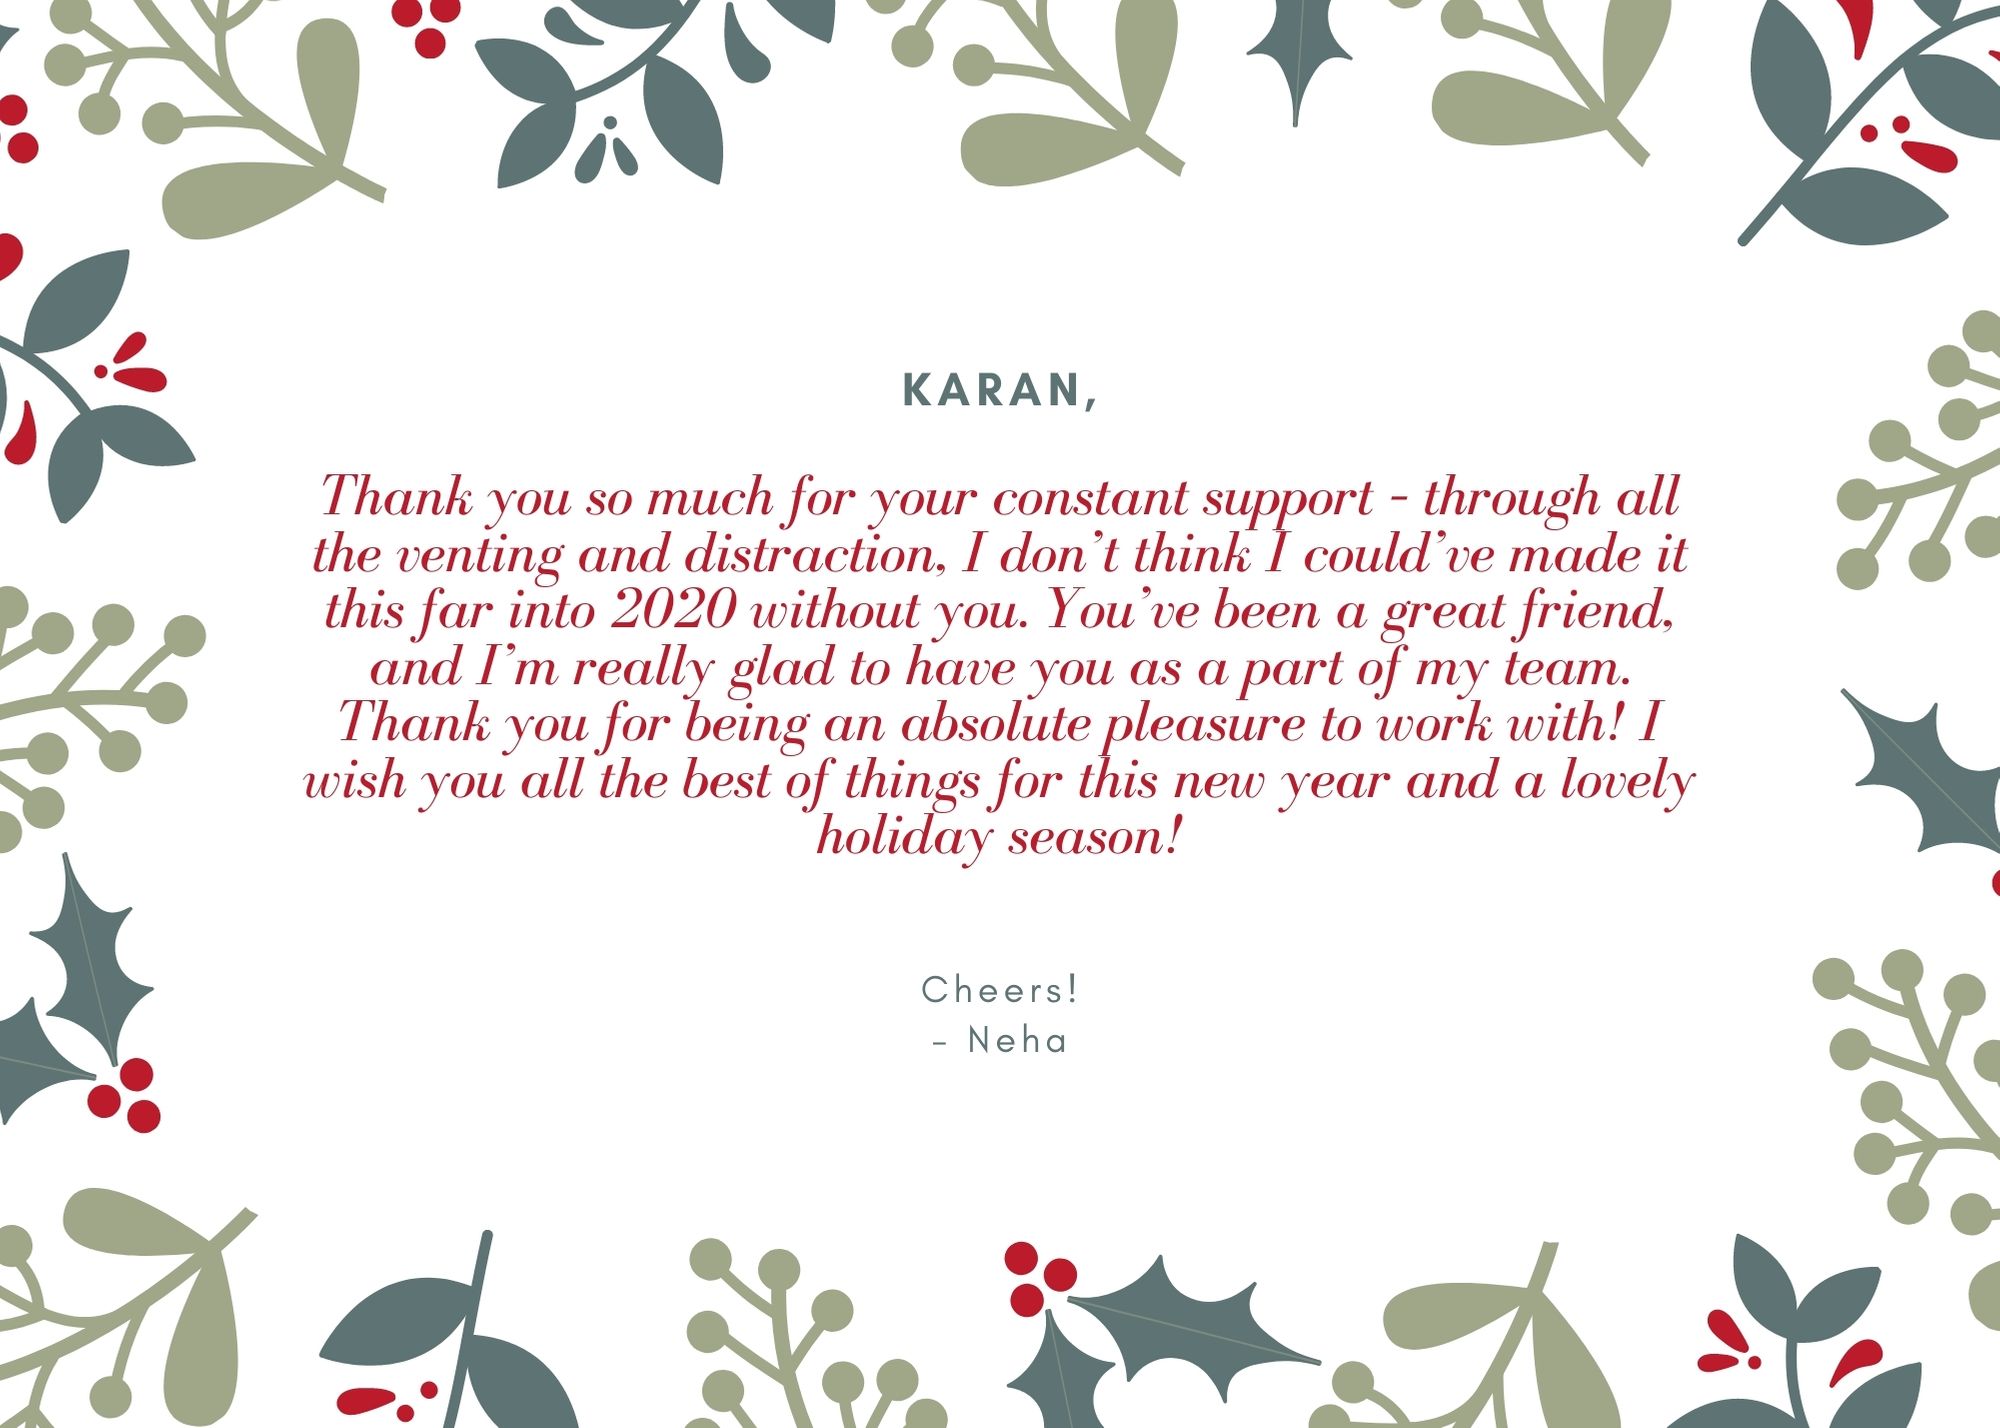 KARAN,
Thank you so much for your constant support - through all
the venting and distraction, I don't think I could've made it
this far into 2020 without you. You've been a great friend,
and I'm really glad to have you as a part of my team.
Thank you for being an absolute pleasure to work with! I
wish you all the best of things for this new year and a lovely
holiday season!
Cheers!
- Neha